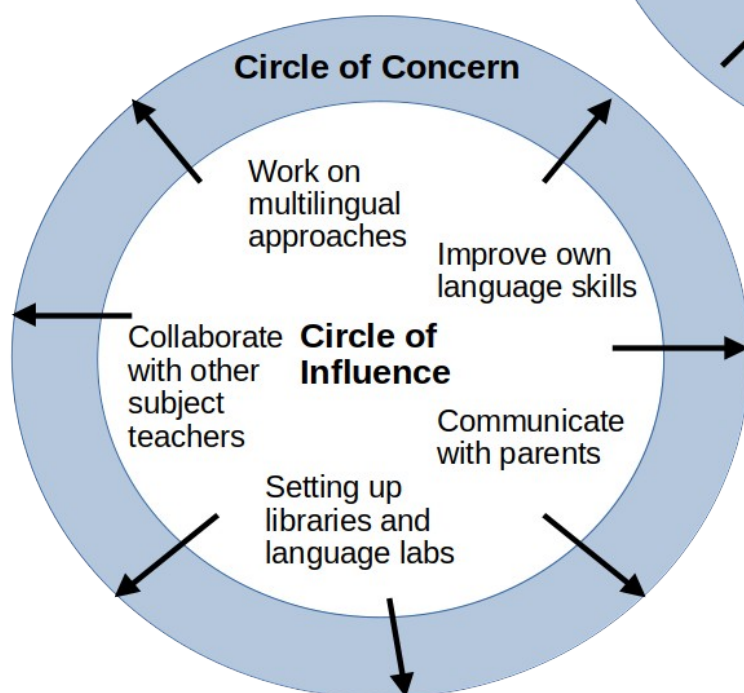 Circle of Concern
Work on
multilingual
approaches
Improve own
language skills
Collaborate
with other
subject
teachers
Circle of
Influence
Communicate
with parents
Setting up
libraries and
language labs